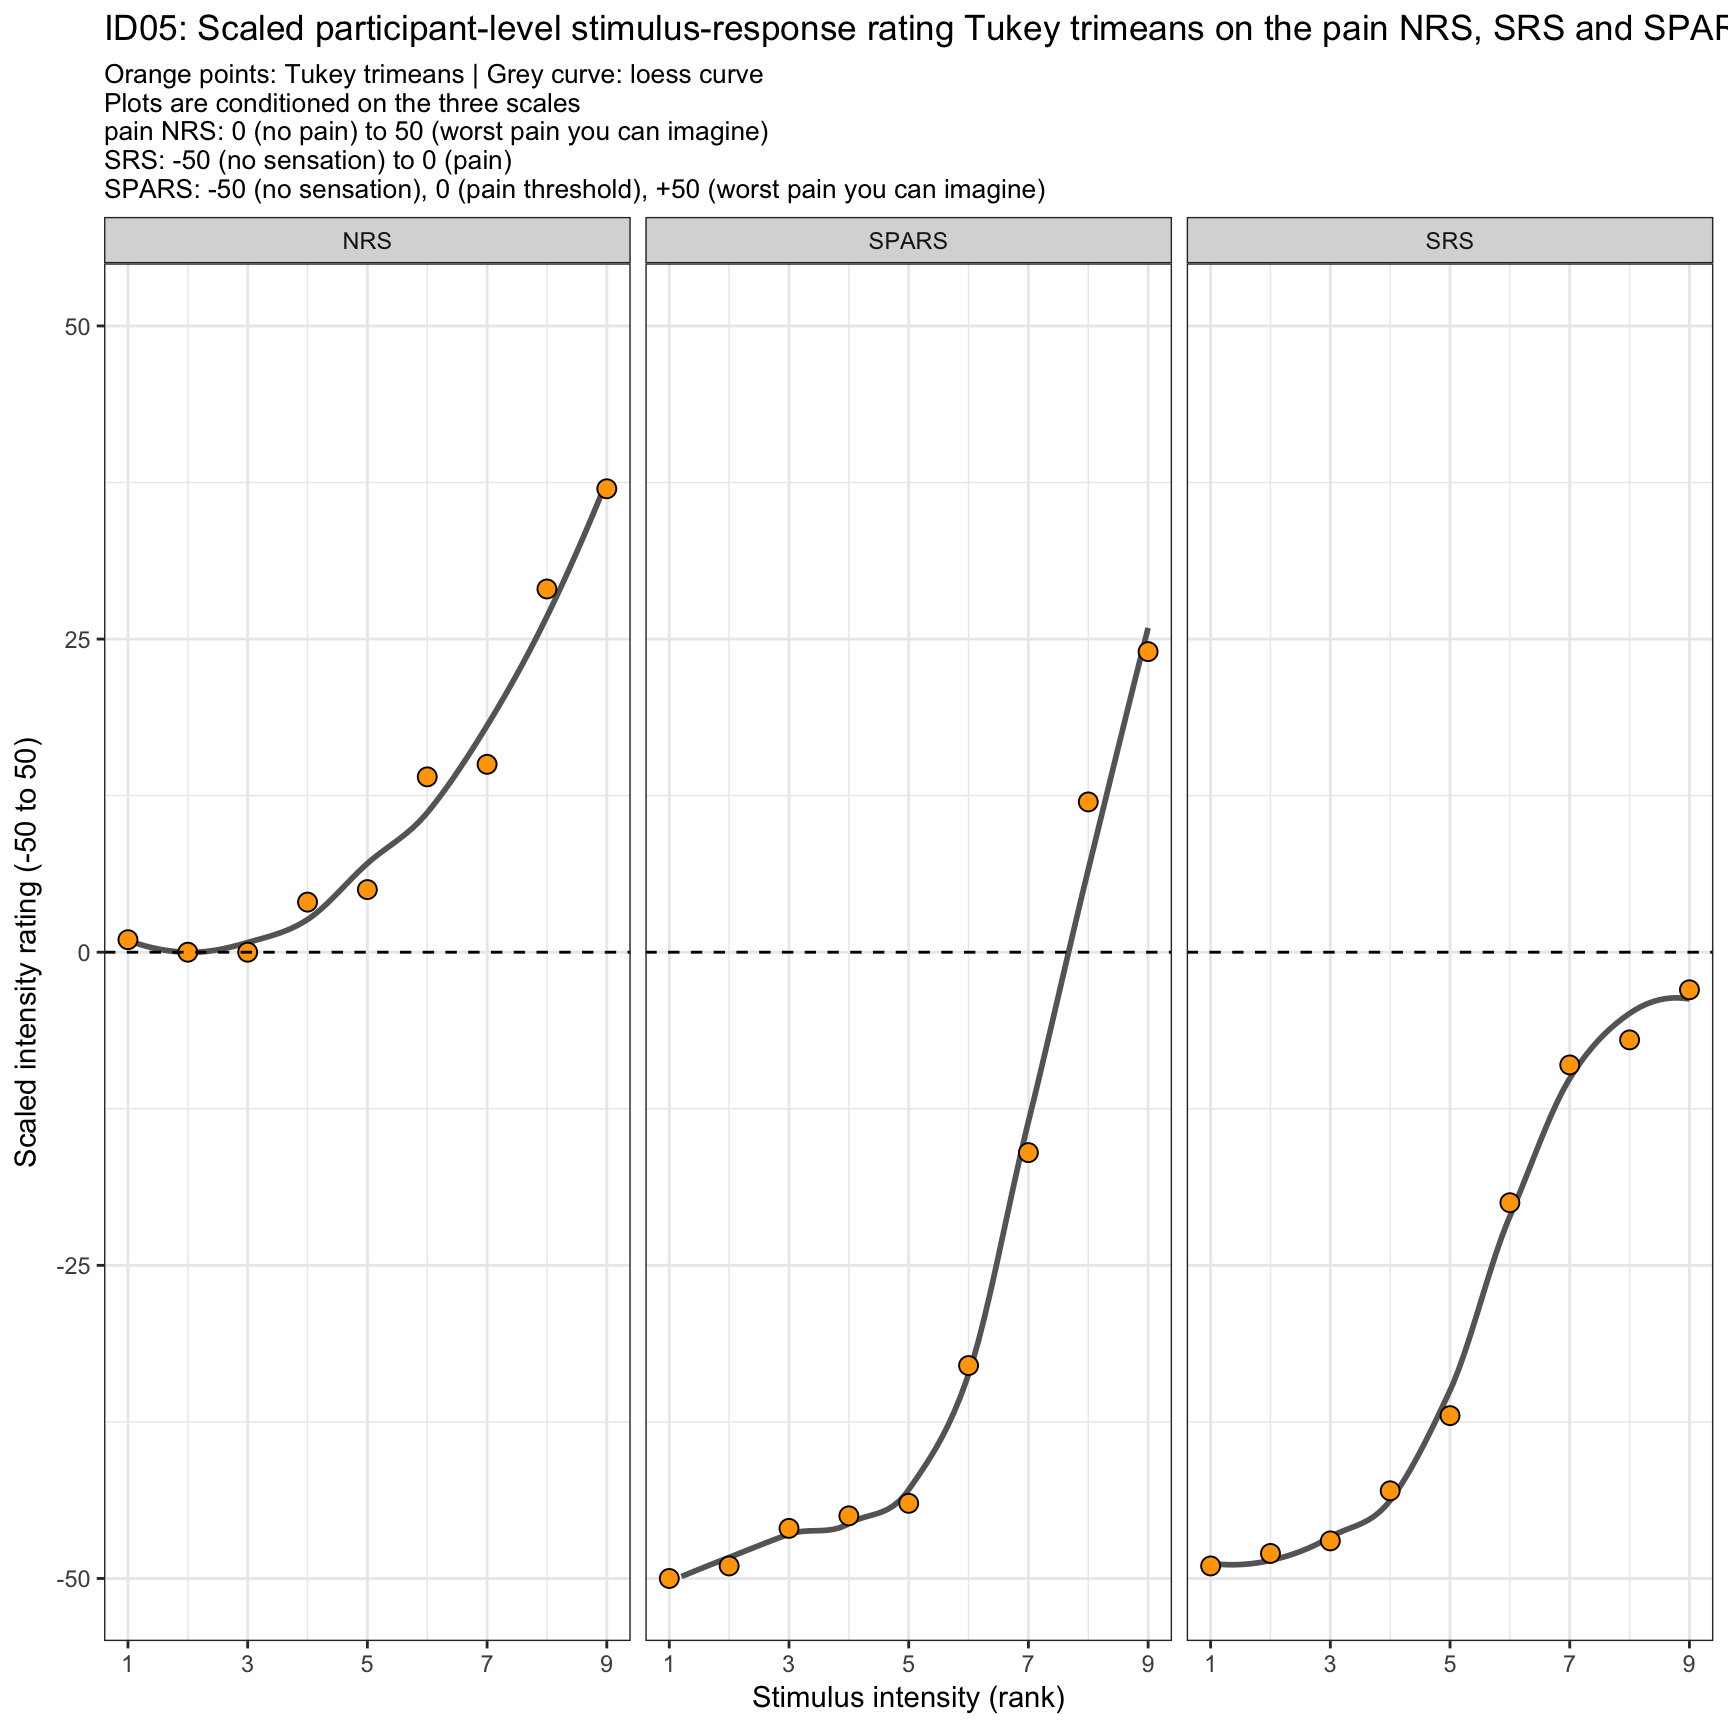 ID05: Scaled participant-level stimulus-response rating Tukey trimeans on the pain NRS, SRS and SPAR
Orange points: Tukey trimeans | Grey curve: loess curve
Plots are conditioned on the three scales
pain NRS: 0 (no pain) to 50 (worst pain you can imagine)
SRS: -50 (no sensation) to 0 (pain)
SPARS: -50 (no sensation), 0 (pain threshold), +50 (worst pain you can imagine)
NRS SPARS SRS
50
25
0
-25
-50
Scaled intensity rating (-50 to 50)
1 3 5 7 9 1 3 5 7 9 1 3 5 7 9
Stimulus intensity (rank)